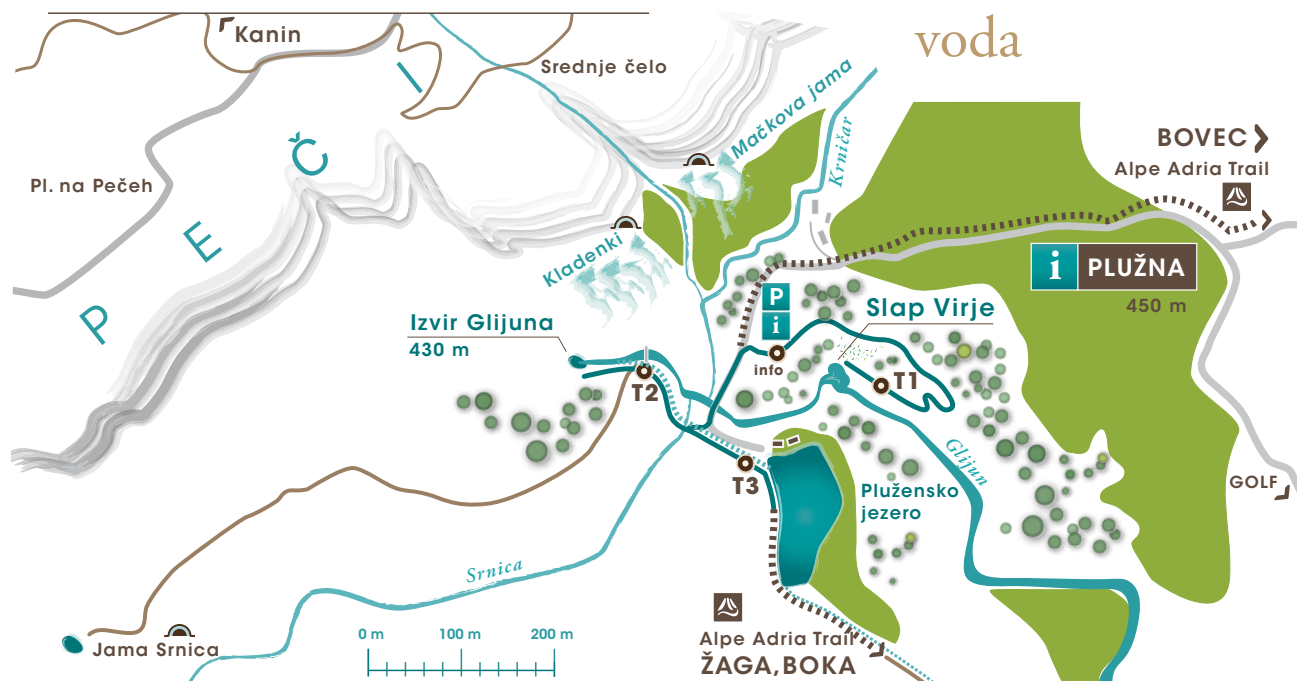 voda
Kanin
Srednje čelo
Mačkova jama
Krničar
BOVEC
Alpe Adria Trail
Pl. na Pečeh
P E Č I
Kladenki
i PLUŽNA
450 m
P
i
info
Slap Virje
Izvir Glijuna
430 m
T2
T1
T3
Glijun
GOLF
Plužensko
jezero
Srnica
Jama Srnica
0 m 100 m 200 m
Alpe Adria Trail
ŽAGA, BOKA